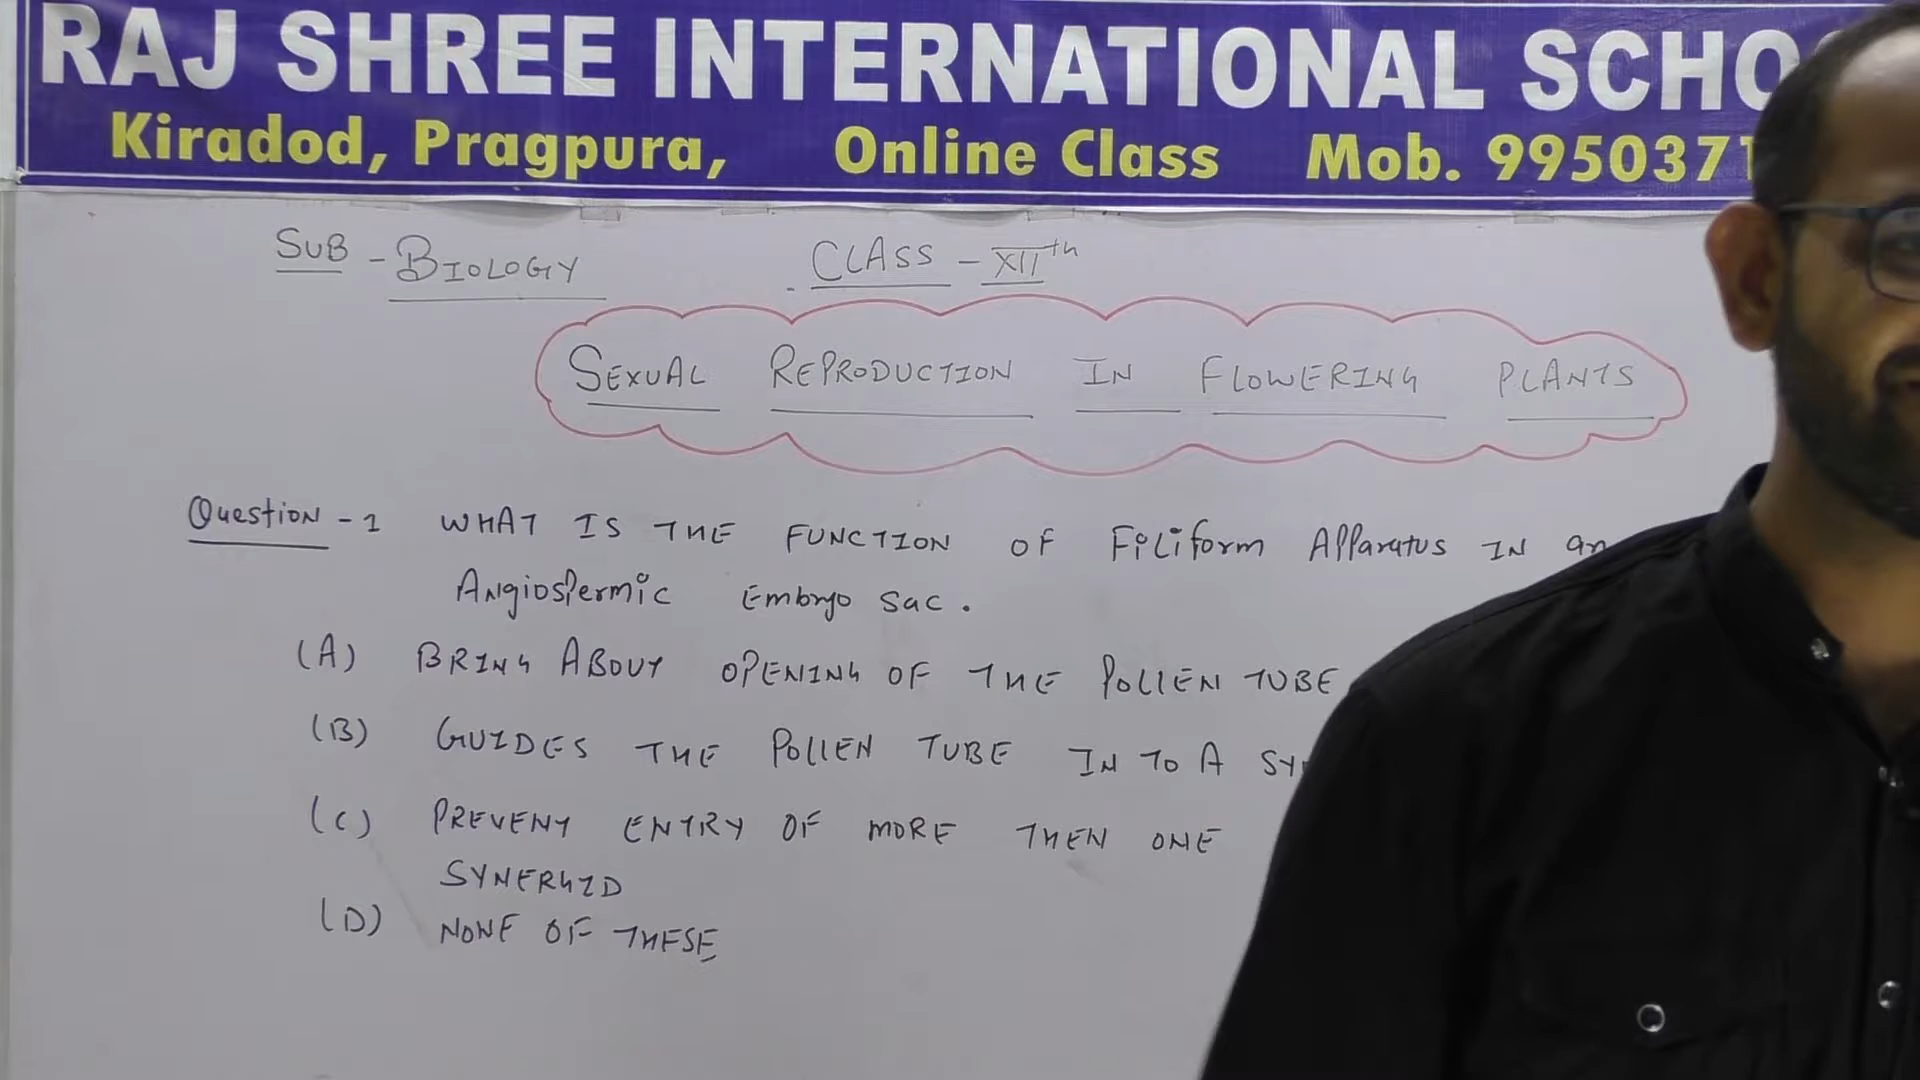 RAJ SHREE INTERNATIONAL
Kiradod, Pragpura, Online Class Mob. 995037
SUB - BIOLOGY CLASS - XIIth
SEXUAL REPRODUCTION IN FLOWERING PLANTS
Question - 1 WHAT IS THE FUNCTION OF Filiform Apparatus IN an
Angiospermic Embryo sac.
(A) BRING ABOUT OPENING OF THE POLLEN TUBE
(B) GUIDES THE POLLEN TUBE IN TO A
(C) PREVENT ENTRY OF MORE THEN ONE
SYNERGID
(D) NONE OF THESE